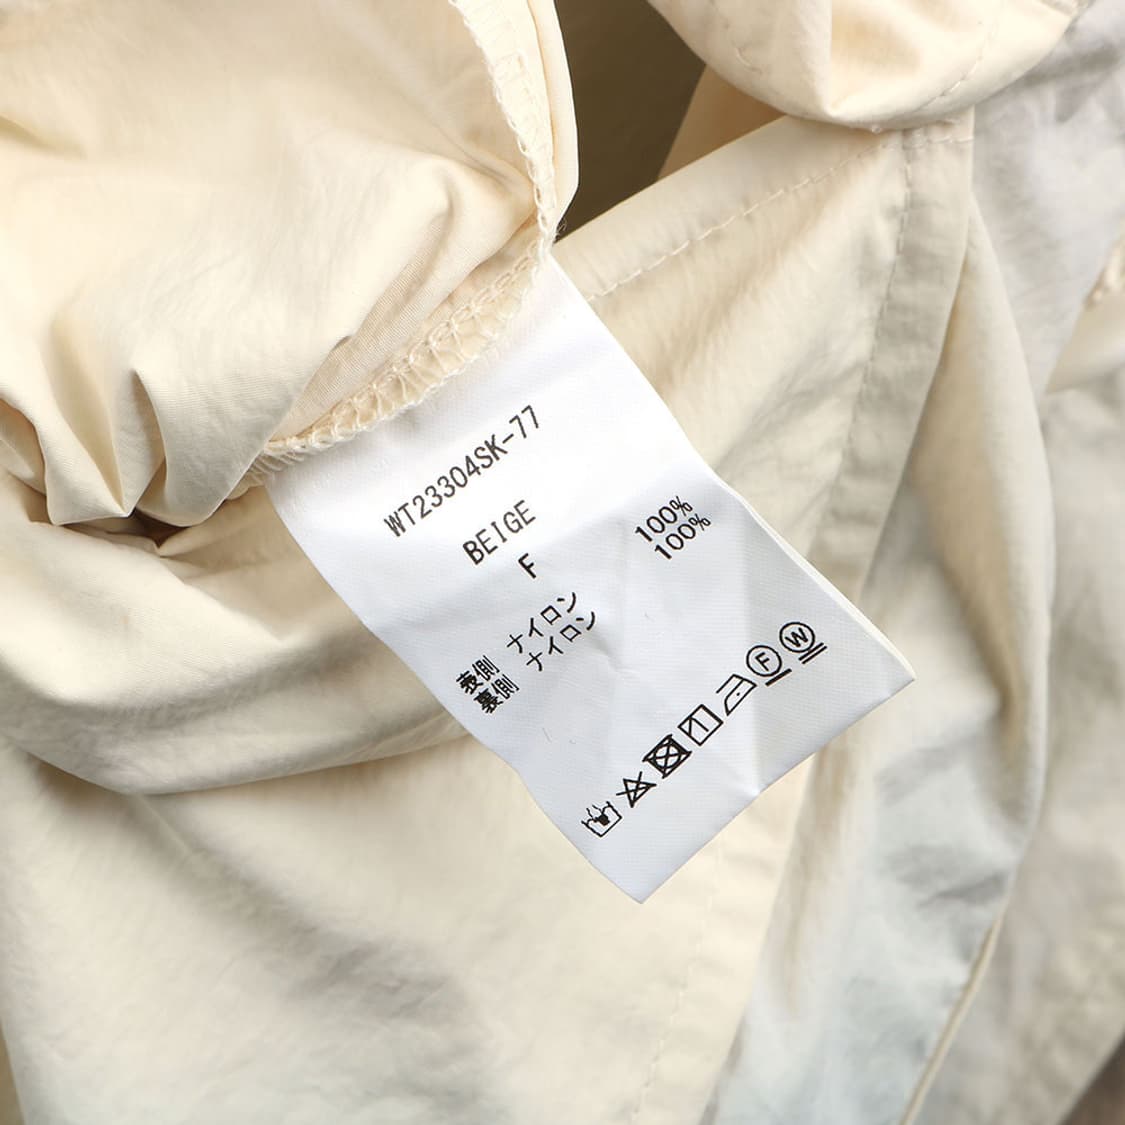 WT23304SK-77
BEIGE
F
表側 ナイロン 100%
裏側 ナイロン 100%
F W